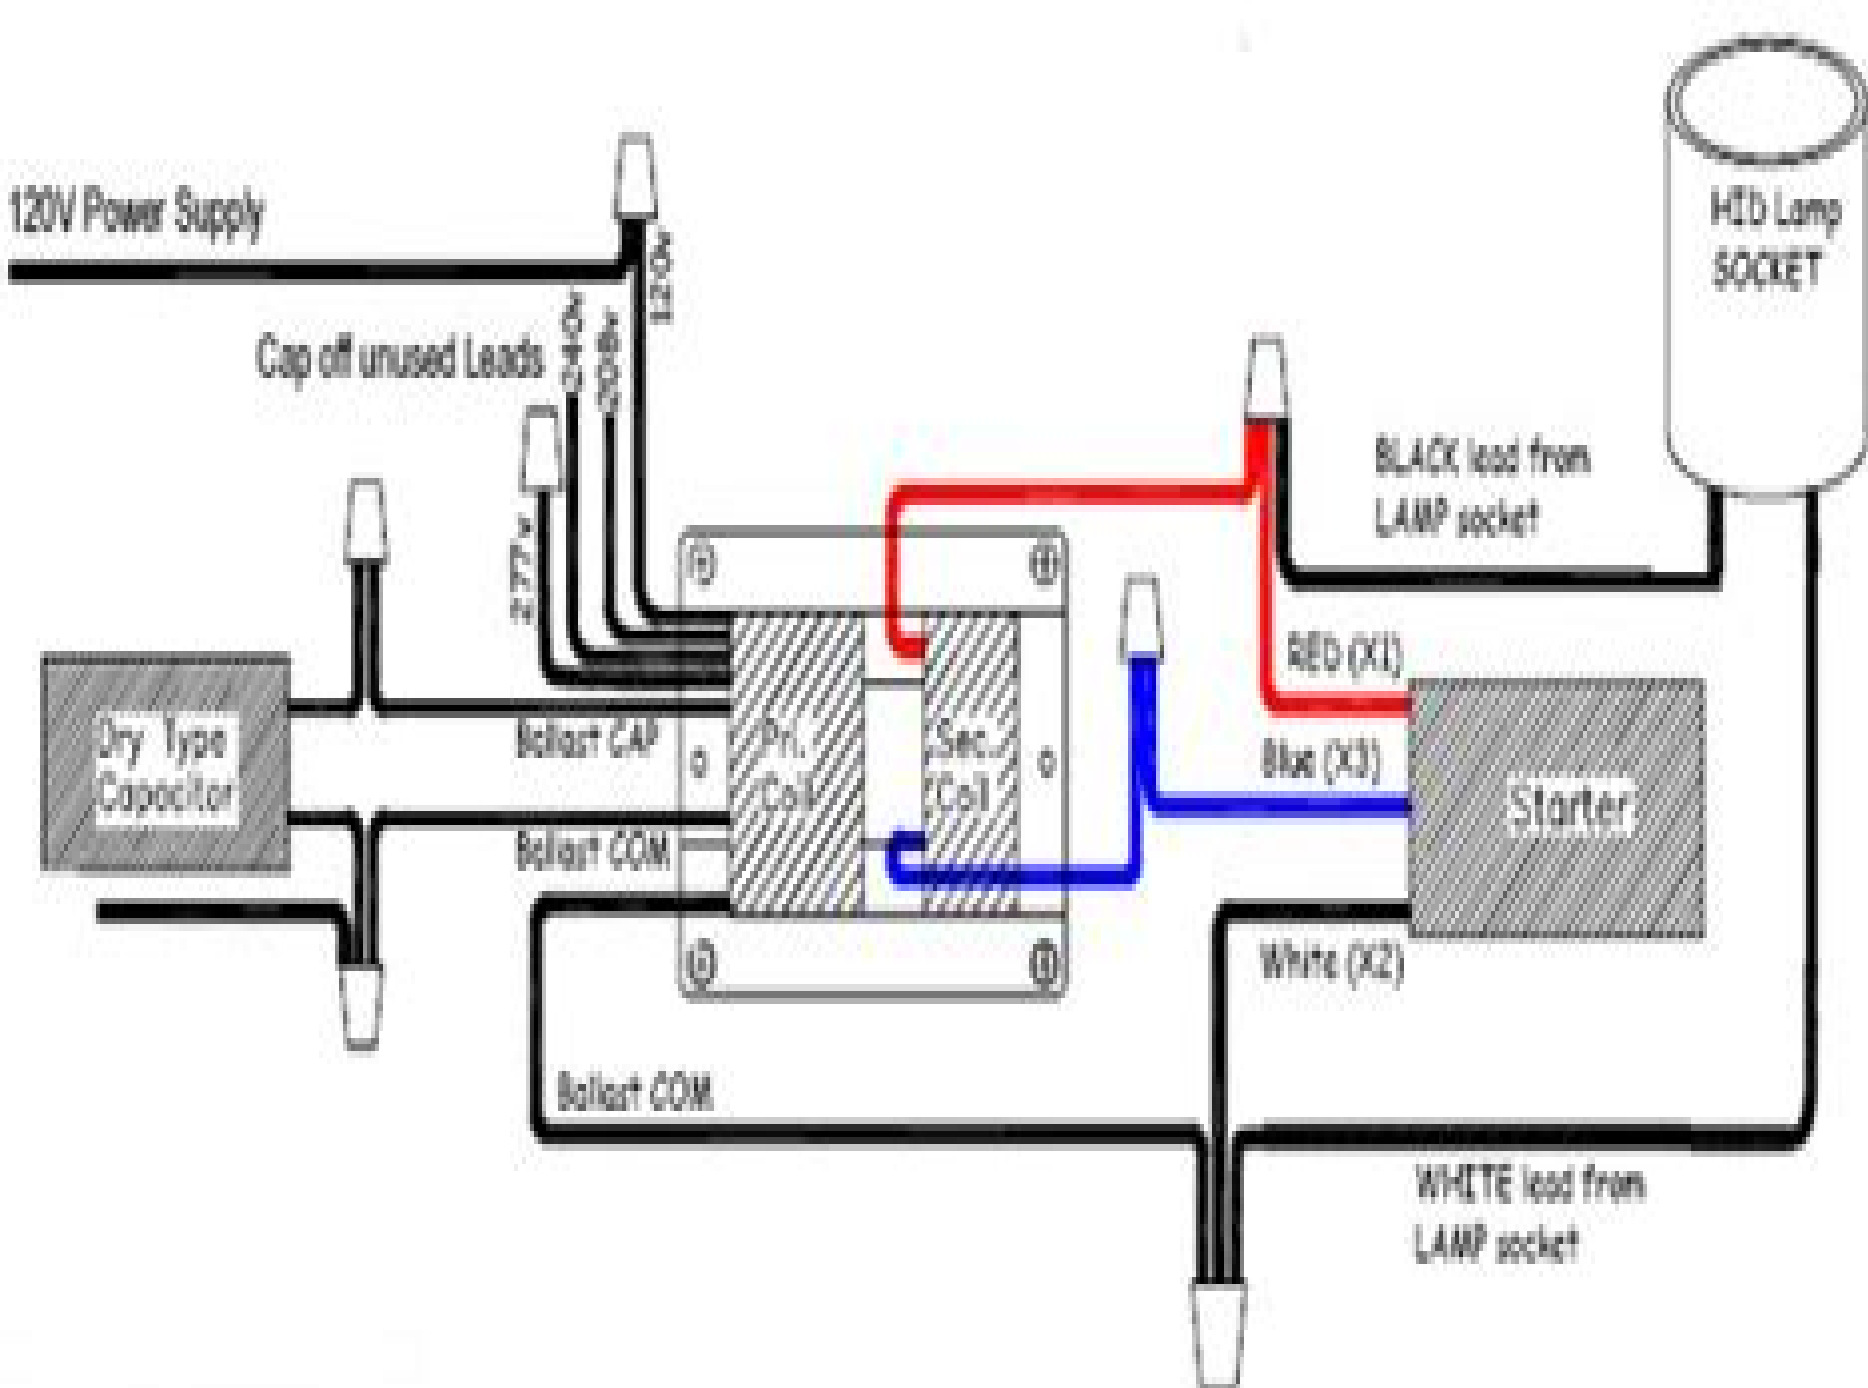 120V Power Supply
120v
240v
208v
Cap off unused Leads
277v
HID Lamp
SOCKET
BLACK lead from
LAMP socket
RED (X1)
Blue (X3)
Starter
White (X2)
Dry Type
Capacitor
Ballast CAP
Ballast COM
Pri.
Coil
Sec.
Coil
Ballast COM
WHITE lead from
LAMP socket